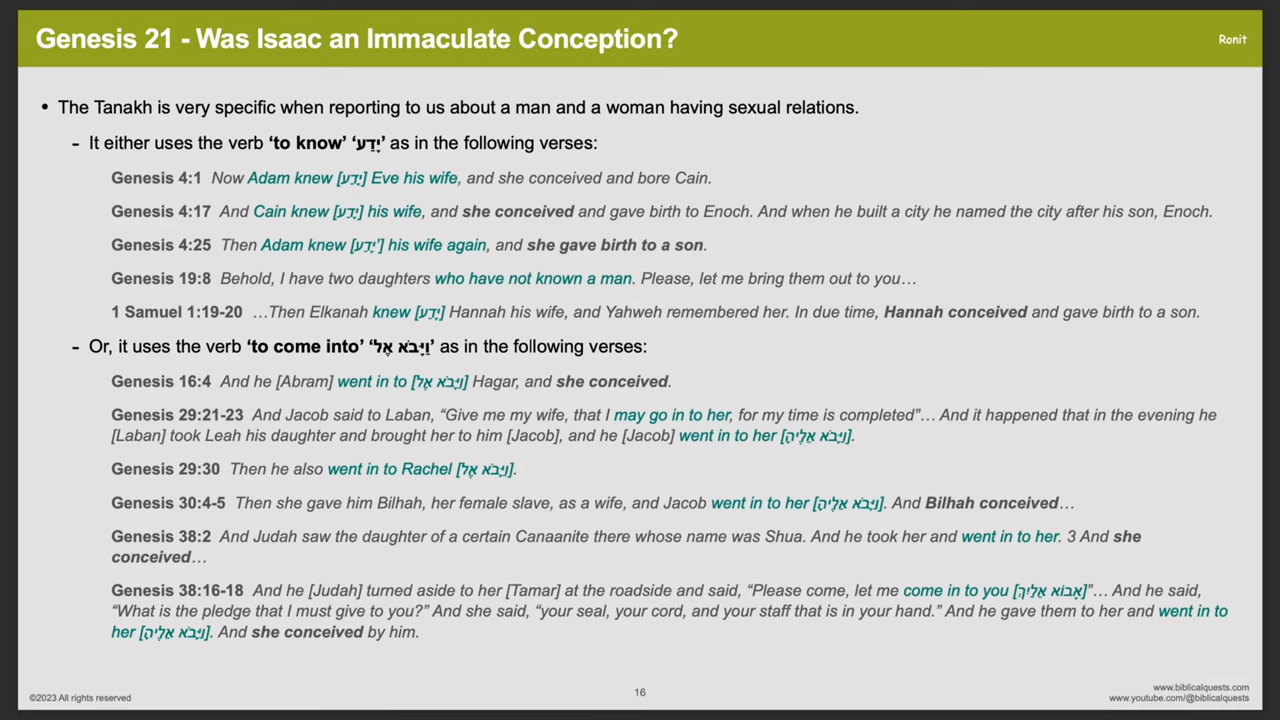 Genesis 21 - Was Isaac an Immaculate Conception?
Ronit
• The Tanakh is very specific when reporting to us about a man and a woman having sexual relations.
- It either uses the verb ‘to know’ ‘יָדַע’ as in the following verses:
Genesis 4:1 Now Adam knew [יָדַע] Eve his wife, and she conceived and bore Cain.
Genesis 4:17 And Cain knew [יָדַע] his wife, and she conceived and gave birth to Enoch. And when he built a city he named the city after his son, Enoch.
Genesis 4:25 Then Adam knew [יָדַע’] his wife again, and she gave birth to a son.
Genesis 19:8 Behold, I have two daughters who have not known a man. Please, let me bring them out to you…
1 Samuel 1:19-20 …Then Elkanah knew [יָדַע] Hannah his wife, and Yahweh remembered her. In due time, Hannah conceived and gave birth to a son.
- Or, it uses the verb ‘to come into’ ‘וַיָּבֹא אֶל’ as in the following verses:
Genesis 16:4 And he [Abram] went in to [וַיָּבֹא אֶל] Hagar, and she conceived.
Genesis 29:21-23 And Jacob said to Laban, “Give me my wife, that I may go in to her, for my time is completed”… And it happened that in the evening he
[Laban] took Leah his daughter and brought her to him [Jacob], and he [Jacob] went in to her [וַיָּבֹא אֵלֶיהָ].
Genesis 29:30 Then he also went in to Rachel [וַיָּבֹא אֶל].
Genesis 30:4-5 Then she gave him Bilhah, her female slave, as a wife, and Jacob went in to her [וַיָּבֹא אֵלֶיהָ]. And Bilhah conceived…
Genesis 38:2 And Judah saw the daughter of a certain Canaanite there whose name was Shua. And he took her and went in to her. 3 And she
conceived…
Genesis 38:16-18 And he [Judah] turned aside to her [Tamar] at the roadside and said, “Please come, let me come in to you [אָבוֹא אֵלַיִךְ]”… And he said,
“What is the pledge that I must give to you?” And she said, “your seal, your cord, and your staff that is in your hand.” And he gave them to her and went in to
her [וַיָּבֹא אֵלֶיהָ]. And she conceived by him.
©2023 All rights reserved
16
www.biblicalquests.com
www.youtube.com/@biblicalquests